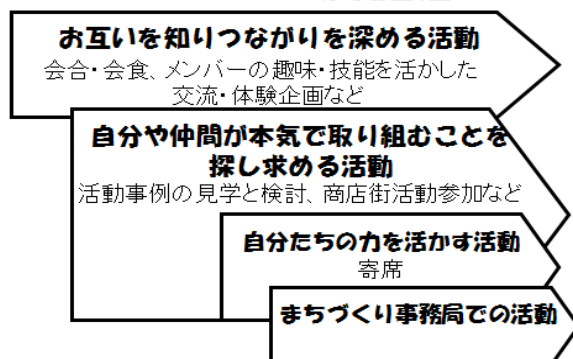 お互いを知りつながりを深める活動
会合・会食、メンバーの趣味・技能を活かした
交流・体験企画など
自分や仲間が本気で取り組むことを
探し求める活動
活動事例の見学と検討、商店街活動参加など
自分たちの力を活かす活動
寄席
まちづくり事務局での活動